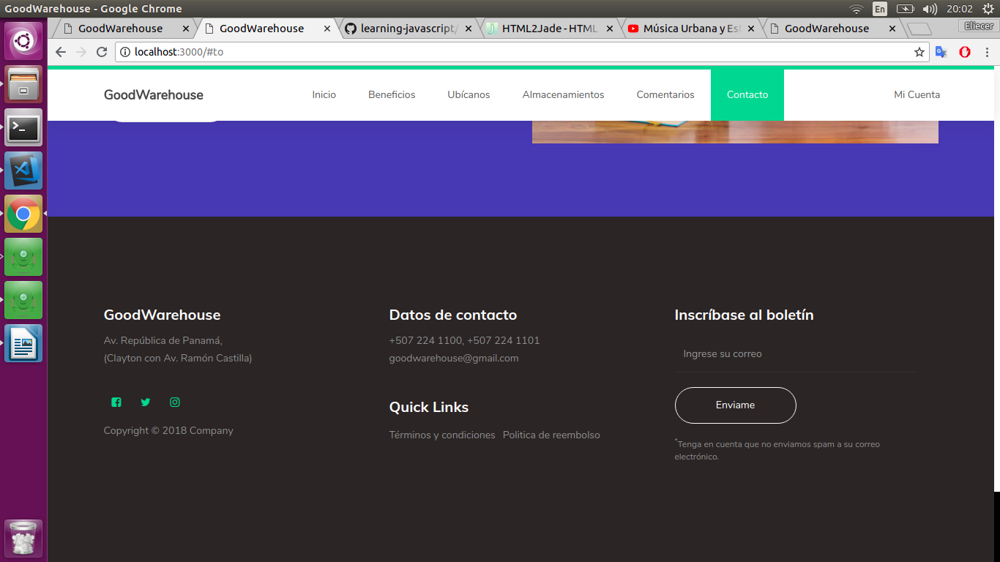 GoodWarehouse - Google Chrome
En
20:02
GoodWarehouse
GoodWarehouse
learning-javascript/
HTML2Jade - HTML
Música Urbana y Est
GoodWarehouse
Eliecer
localhost:3000/#to
GoodWarehouse
Inicio
Beneficios
Ubícanos
Almacenamientos
Comentarios
Contacto
Mi Cuenta
GoodWarehouse
Av. República de Panamá,
(Clayton con Av. Ramón Castilla)
Copyright © 2018 Company
Datos de contacto
+507 224 1100, +507 224 1101
goodwarehouse@gmail.com
Quick Links
Términos y condiciones Politica de reembolso
Inscríbase al boletín
Ingrese su correo
Enviame
*Tenga en cuenta que no enviamos spam a su correo
electrónico.